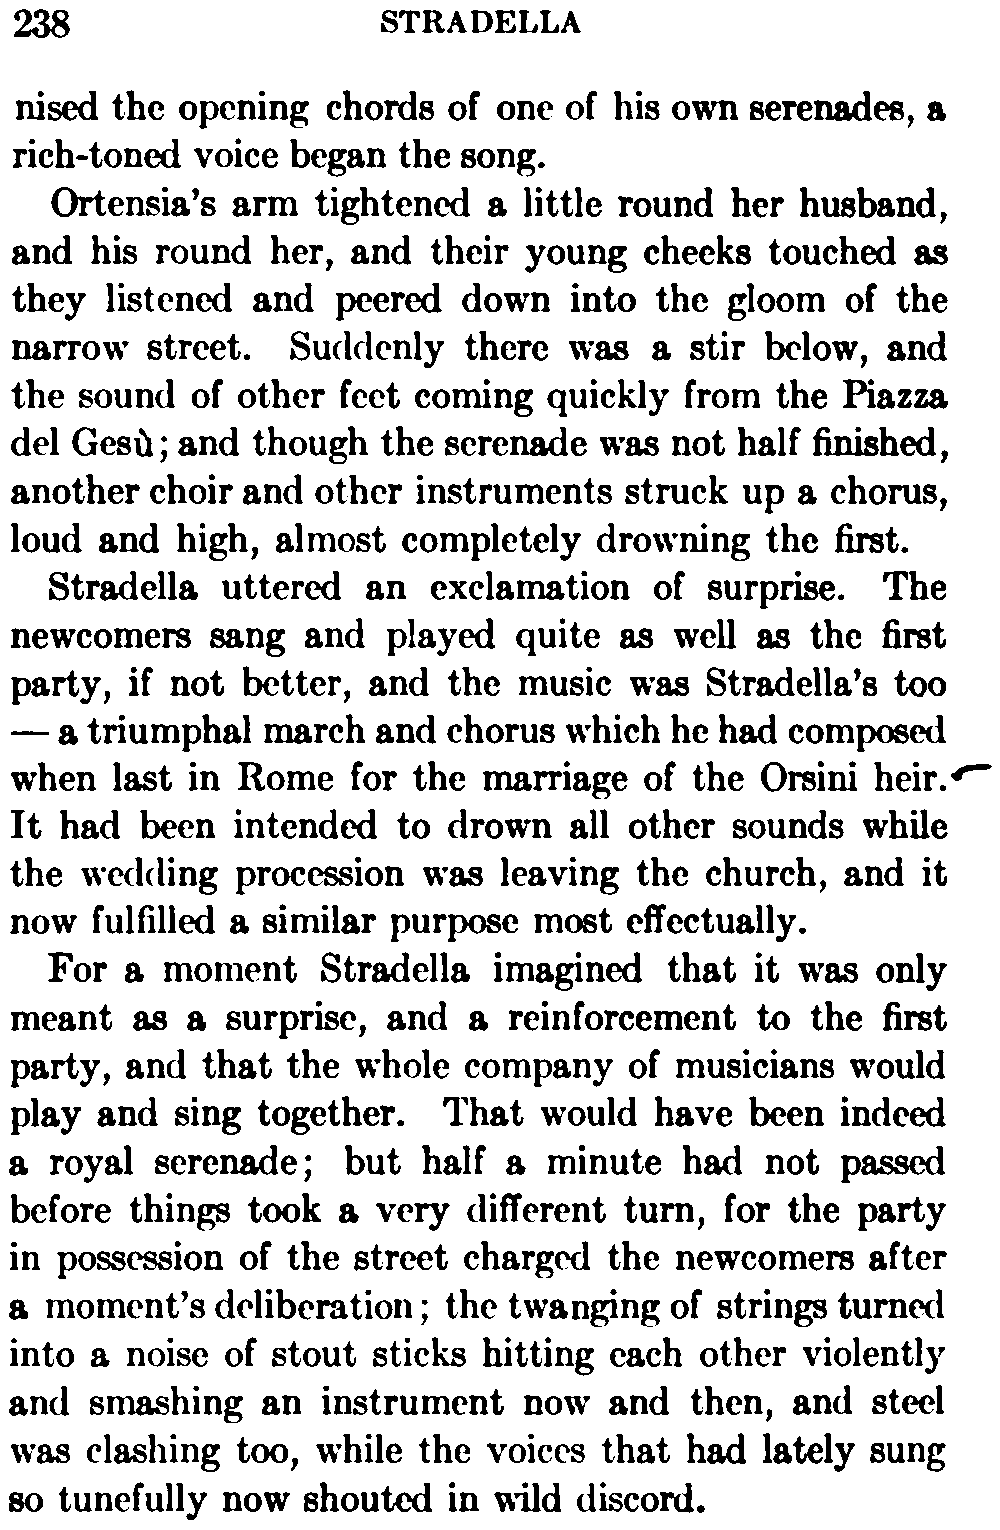 238 STRADELLA
nised the opening chords of one of his own serenades, a
rich-toned voice began the song.
Ortensia's arm tightened a little round her husband,
and his round her, and their young cheeks touched as
they listened and peered down into the gloom of the
narrow street. Suddenly there was a stir below, and
the sound of other feet coming quickly from the Piazza
del Gesù; and though the serenade was not half finished,
another choir and other instruments struck up a chorus,
loud and high, almost completely drowning the first.
Stradella uttered an exclamation of surprise. The
newcomers sang and played quite as well as the first
party, if not better, and the music was Stradella's too
— a triumphal march and chorus which he had composed
when last in Rome for the marriage of the Orsini heir.
It had been intended to drown all other sounds while
the wedding procession was leaving the church, and it
now fulfilled a similar purpose most effectually.
For a moment Stradella imagined that it was only
meant as a surprise, and a reinforcement to the first
party, and that the whole company of musicians would
play and sing together. That would have been indeed
a royal serenade; but half a minute had not passed
before things took a very different turn, for the party
in possession of the street charged the newcomers after
a moment's deliberation; the twanging of strings turned
into a noise of stout sticks hitting each other violently
and smashing an instrument now and then, and steel
was clashing too, while the voices that had lately sung
so tunefully now shouted in wild discord.